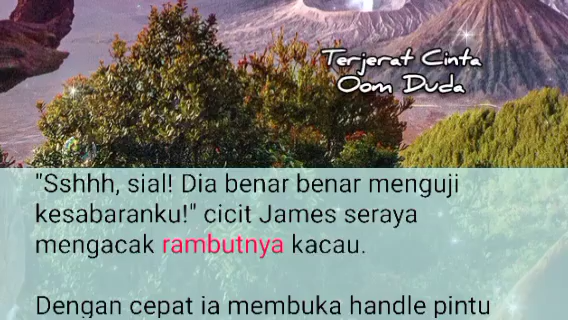 Terjerat Cinta
Oom Duda
"Sshhh, sial! Dia benar benar menguji
kesabaranku!" cicit James seraya
mengacak rambutnya kacau.
Dengan cepat ia membuka handle pintu